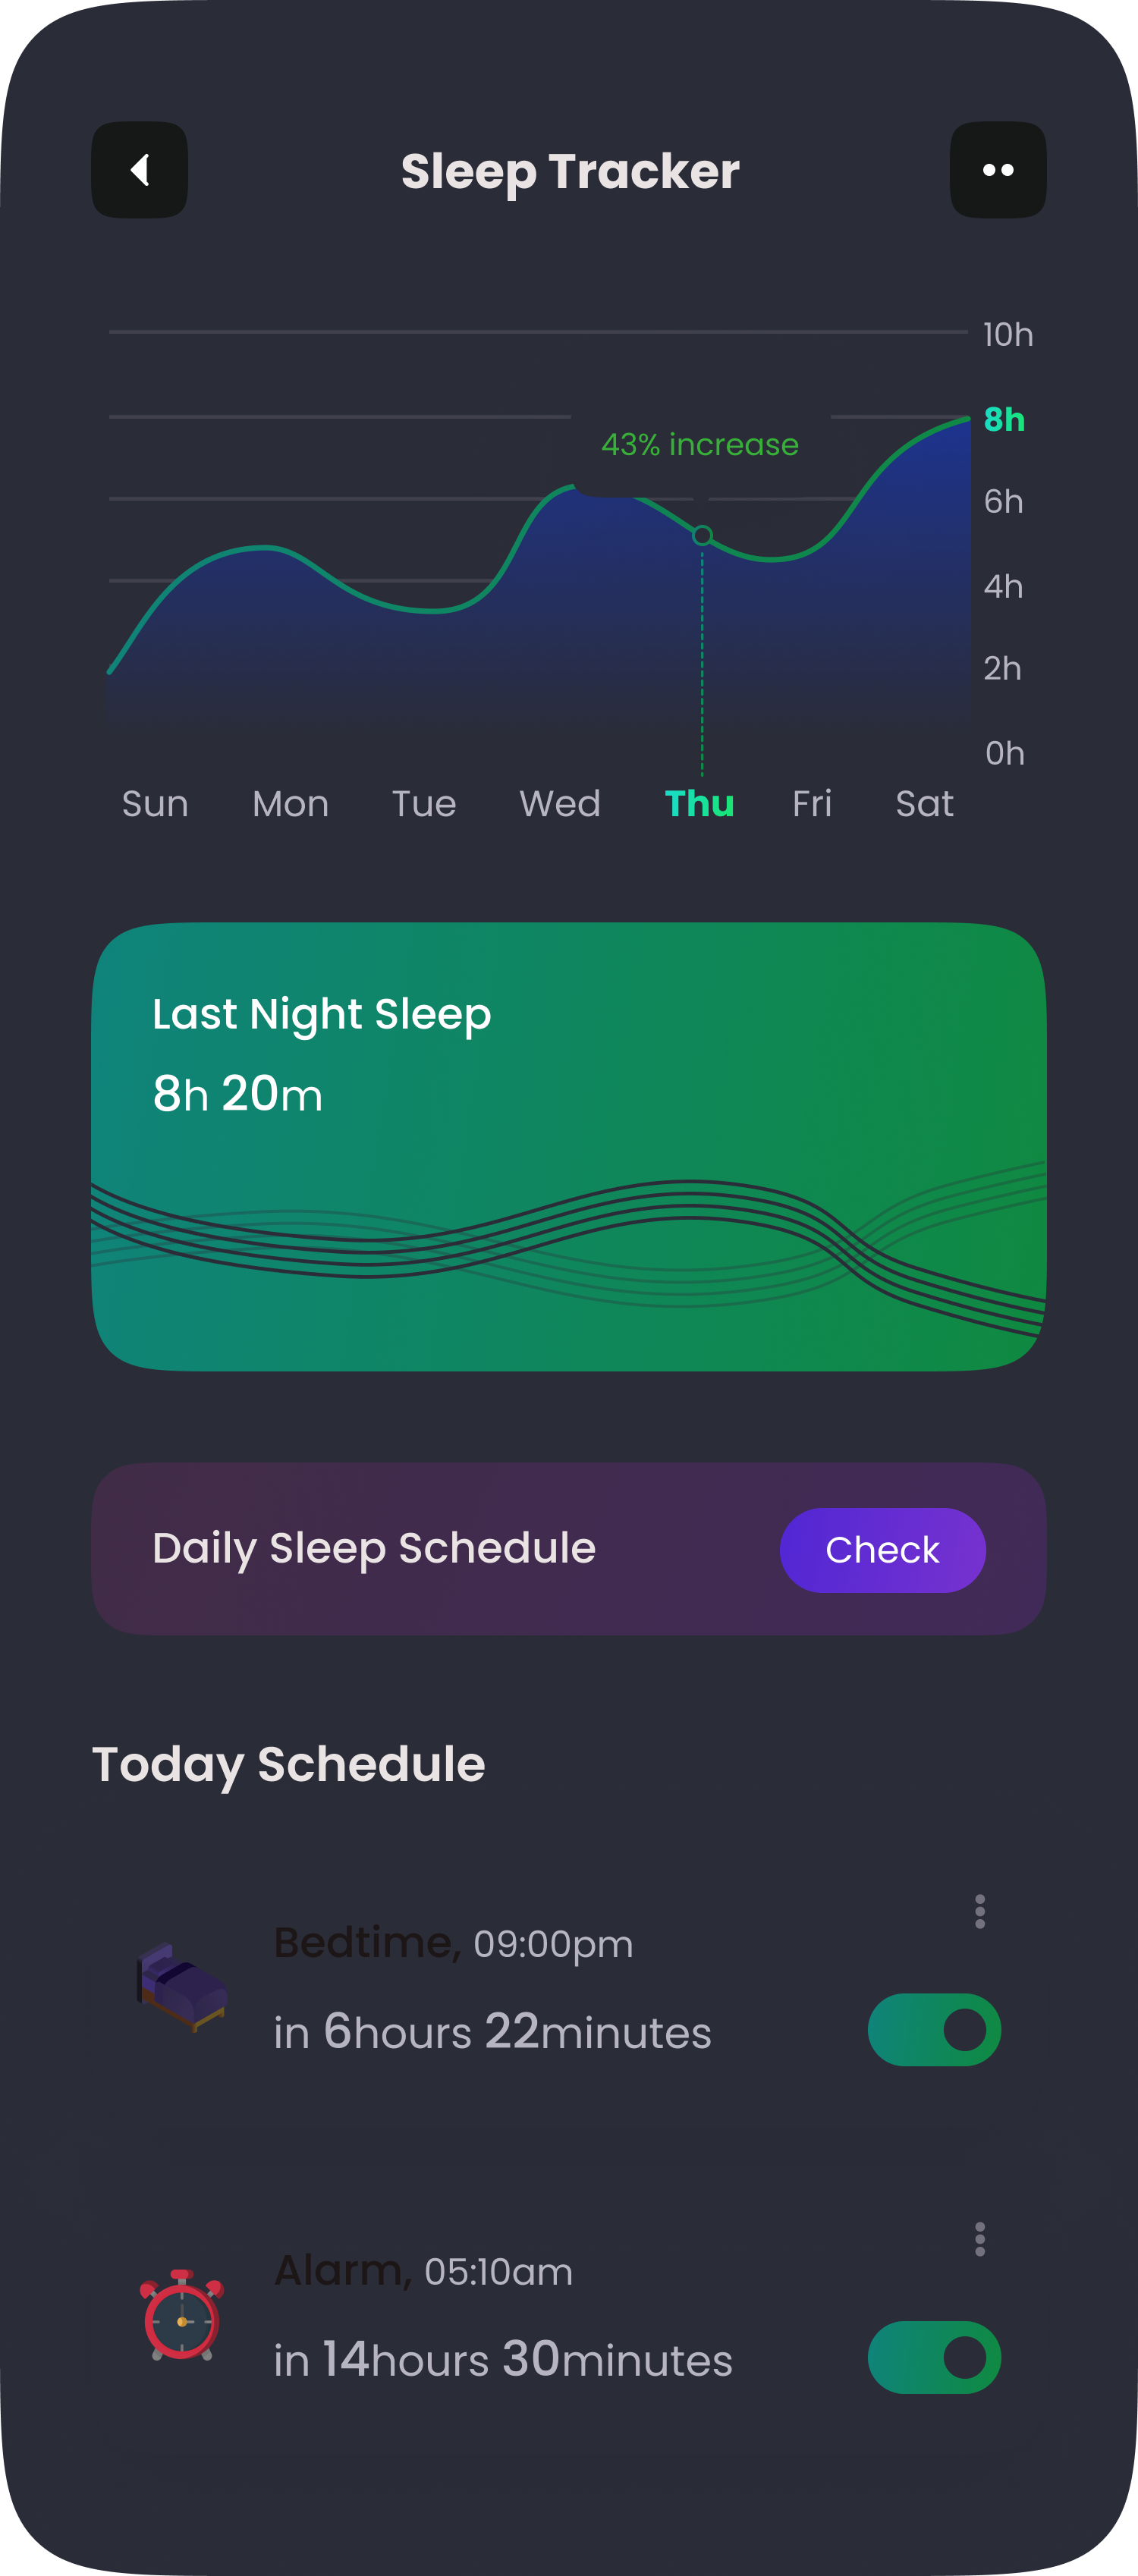 Sleep Tracker
10h
8h
43% increase
6h
4h
2h
0h
Sun Mon Tue Wed Thu Fri Sat
Last Night Sleep
8h 20m
Daily Sleep Schedule Check
Today Schedule
Bedtime, 09:00pm
in 6hours 22minutes
Alarm, 05:10am
in 14hours 30minutes